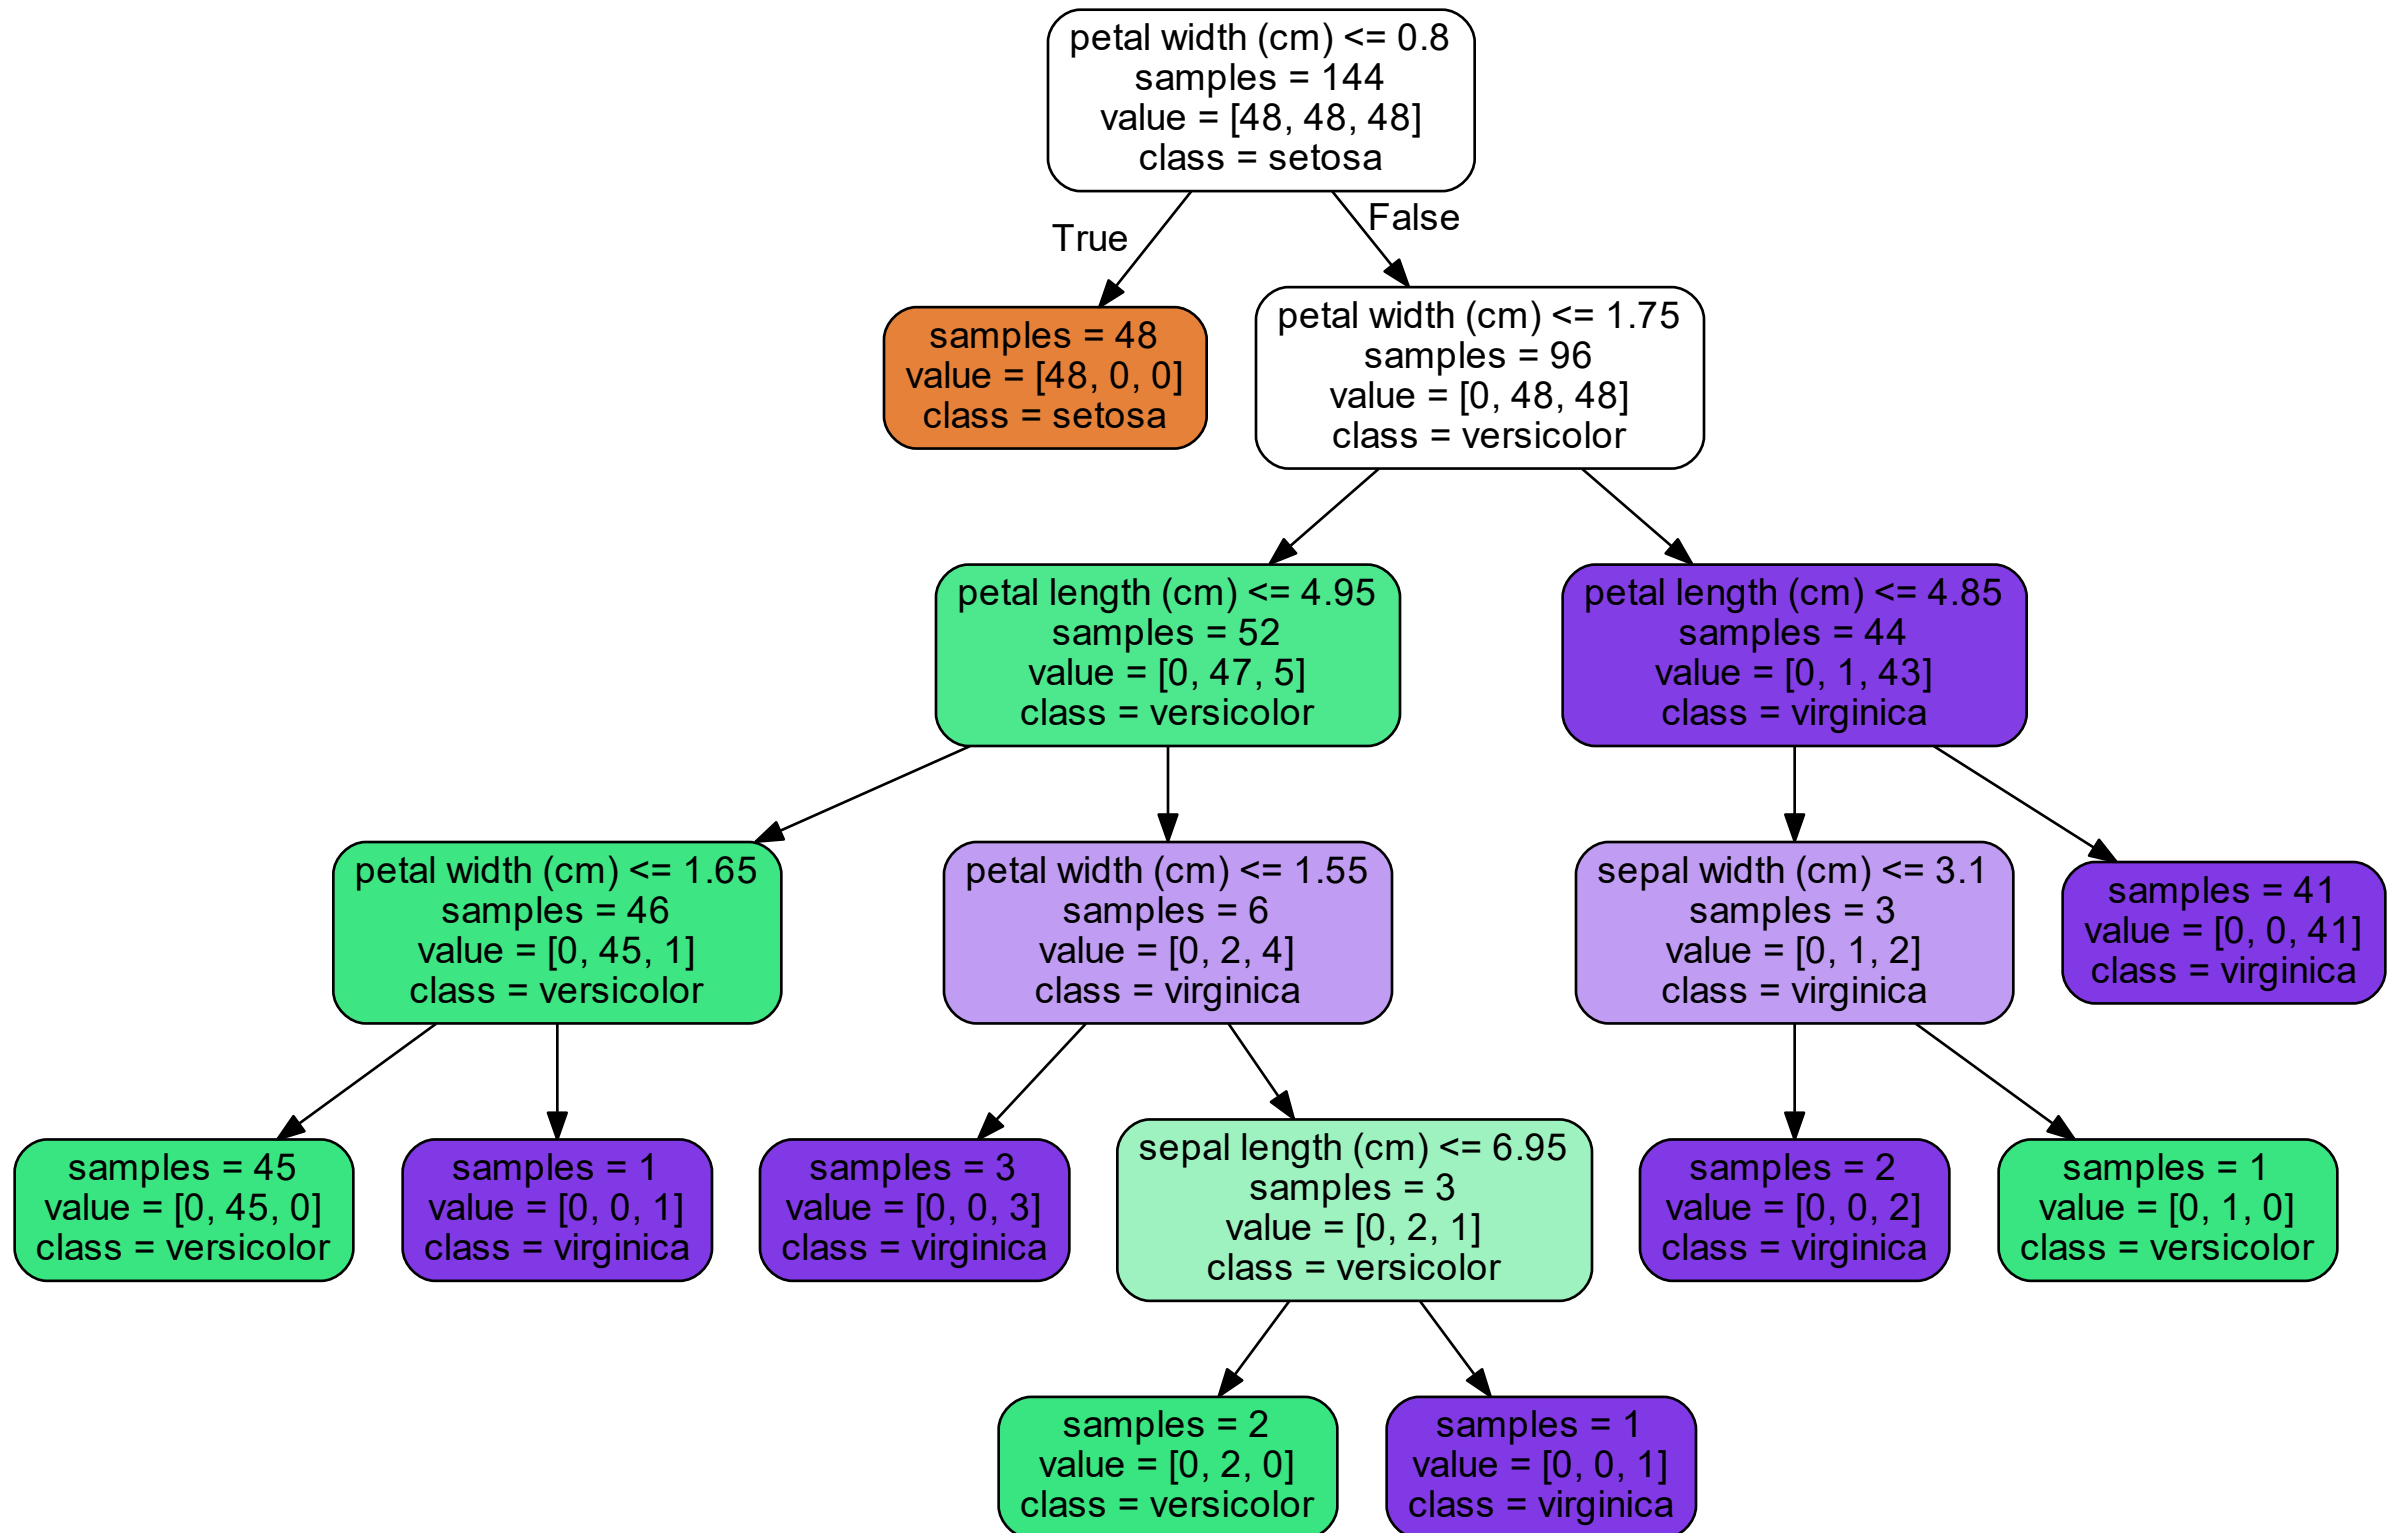 petal width (cm) <= 0.8
samples = 144
value = [48, 48, 48]
class = setosa
True
False
samples = 48
value = [48, 0, 0]
class = setosa
petal width (cm) <= 1.75
samples = 96
value = [0, 48, 48]
class = versicolor
petal length (cm) <= 4.95
samples = 52
value = [0, 47, 5]
class = versicolor
petal length (cm) <= 4.85
samples = 44
value = [0, 1, 43]
class = virginica
petal width (cm) <= 1.65
samples = 46
value = [0, 45, 1]
class = versicolor
petal width (cm) <= 1.55
samples = 6
value = [0, 2, 4]
class = virginica
sepal width (cm) <= 3.1
samples = 3
value = [0, 1, 2]
class = virginica
samples = 41
value = [0, 0, 41]
class = virginica
samples = 45
value = [0, 45, 0]
class = versicolor
samples = 1
value = [0, 0, 1]
class = virginica
samples = 3
value = [0, 0, 3]
class = virginica
sepal length (cm) <= 6.95
samples = 3
value = [0, 2, 1]
class = versicolor
samples = 2
value = [0, 0, 2]
class = virginica
samples = 1
value = [0, 1, 0]
class = versicolor
samples = 2
value = [0, 2, 0]
class = versicolor
samples = 1
value = [0, 0, 1]
class = virginica